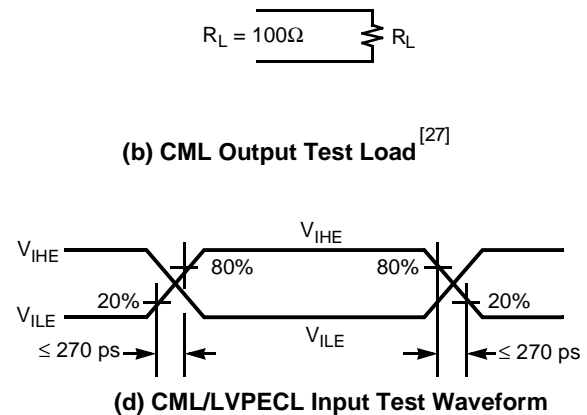 R_L = 100Ω
R_L
(b) CML Output Test Load [27]
V_IHE
V_IHE
80%
80%
20%
20%
V_ILE
V_ILE
≤ 270 ps
≤ 270 ps
(d) CML/LVPECL Input Test Waveform